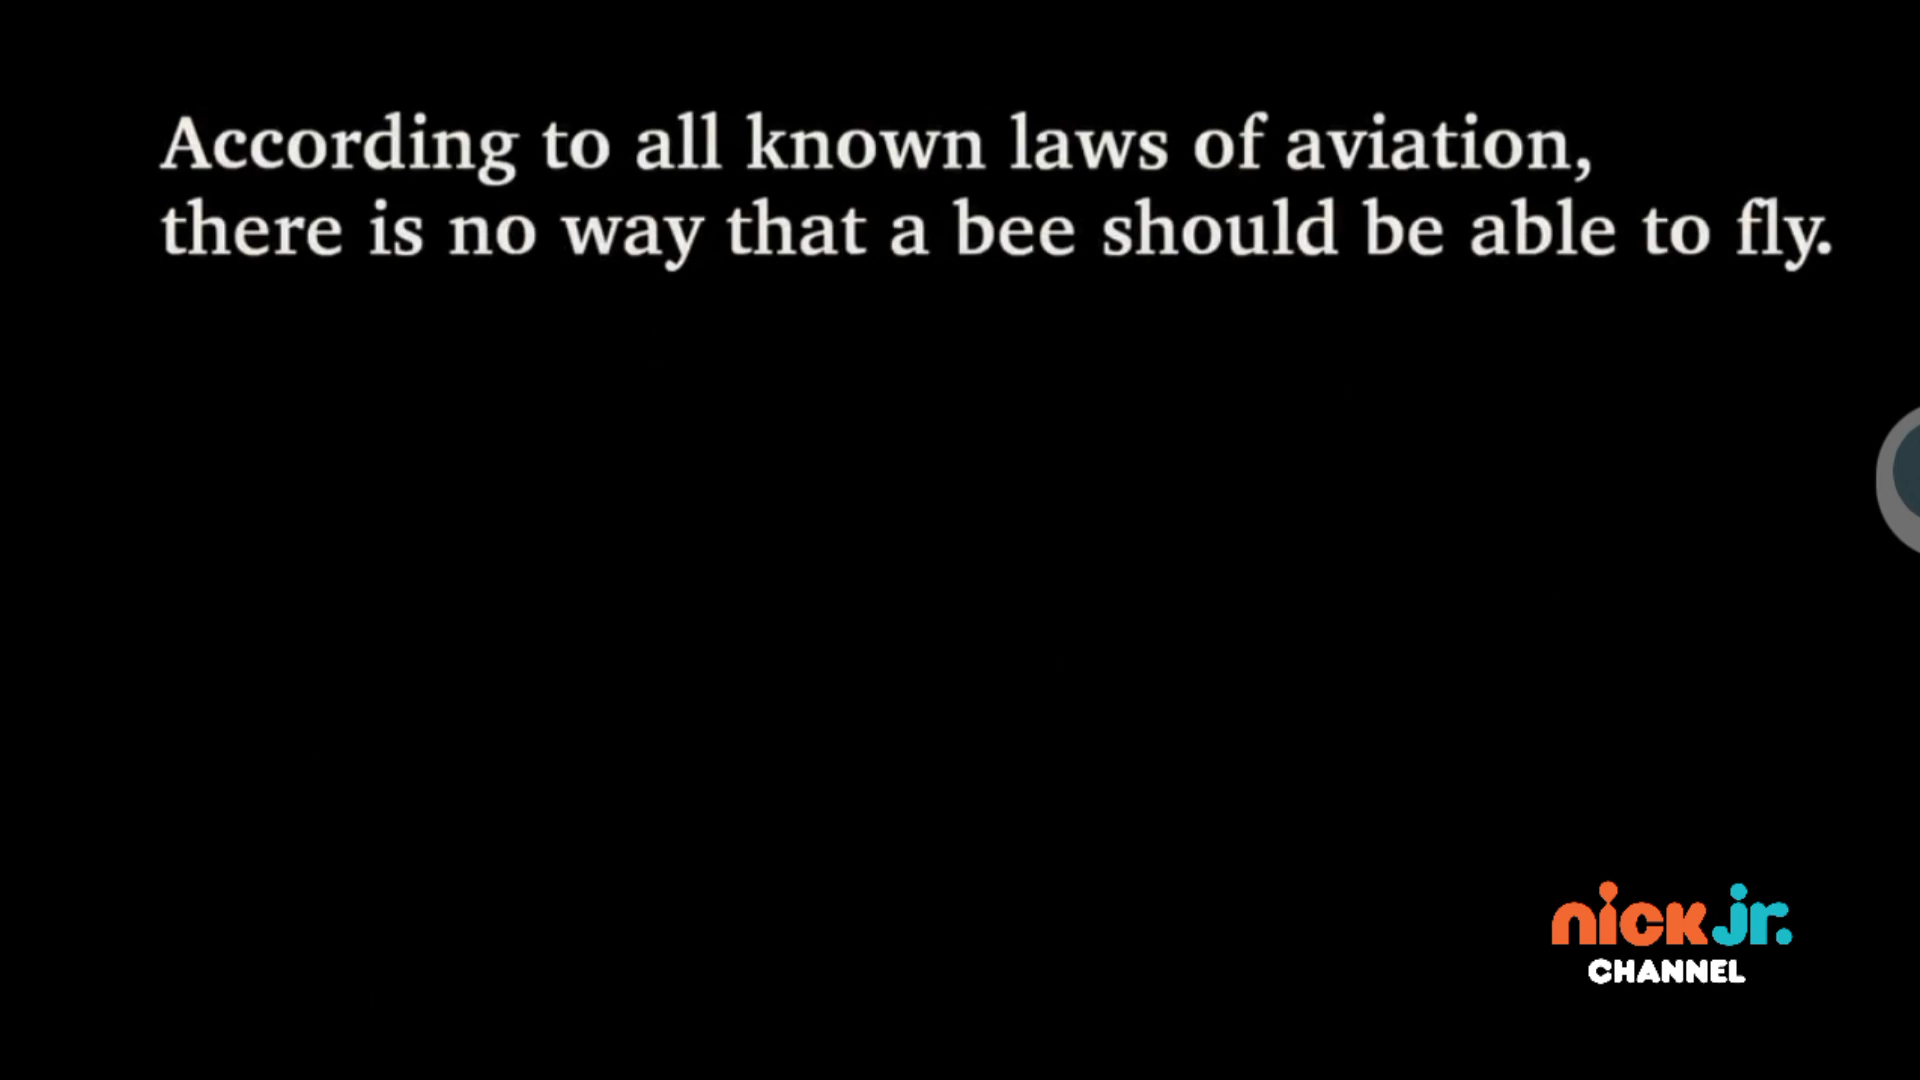 According to all known laws of aviation,
there is no way that a bee should be able to fly.
nick jr.
CHANNEL